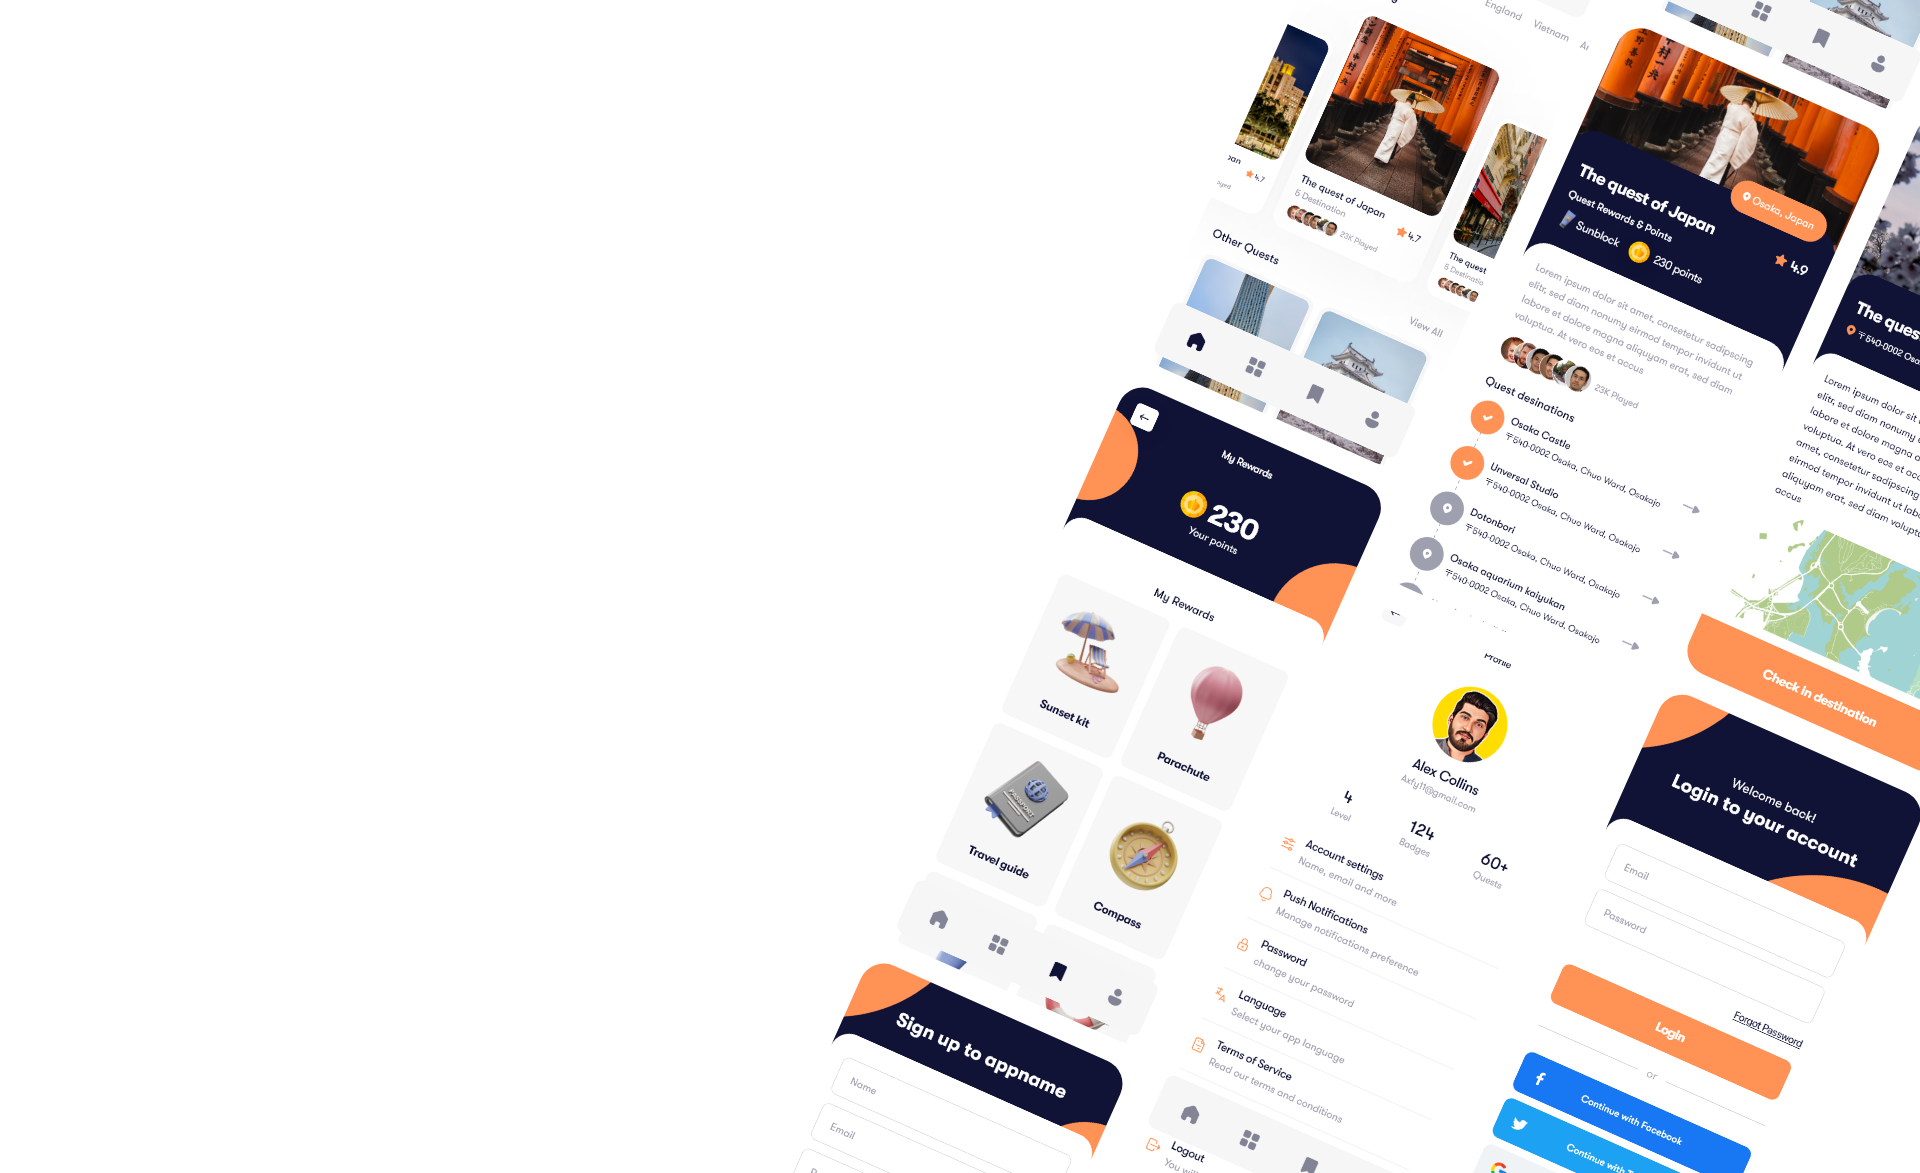 England Vietnam
4.7
The quest of Japan
5 Destination
23K Played
4.7
The quest
Other Quests
View All
The quest of Japan
Quest Rewards & Points
Sunblock
230 points
Osaka, Japan
4.9
Lorem ipsum dolor sit amet, consetetur sadipscing
elitr, sed diam nonumy eirmod tempor invidunt ut
labore et dolore magna aliquyam erat, sed diam
voluptua. At vero eos et accus
23K Played
Quest desinations
Osaka Castle
〒540-0002 Osaka, Chuo Ward, Osakajo
Unversal Studio
〒540-0002 Osaka, Chuo Ward, Osakajo
Dotonbori
〒540-0002 Osaka, Chuo Ward, Osakajo
Osaka aquarium kaiyukan
〒540-0002 Osaka, Chuo Ward, Osakajo
The ques
〒540-0002 Osa
Lorem ipsum dolor sit
elitr, sed diam nonumy
labore et dolore magna
voluptua. At vero eos et acc
amet, consetetur sadipscing
eirmod tempor invidunt ut labo
aliquyam erat, sed diam volupt
accus
Check in destination
My Rewards
230
Your points
My Rewards
Sunset kit
Parachute
PASSPORT
Travel guide
Compass
Profile
Alex Collins
Axfy11@gmail.com
4
Level
124
Badges
60+
Quests
Account settings
Name, email and more
Push Notifications
Manage notifications preference
Password
change your password
Language
Select your app language
Terms of Service
Read our terms and conditions
Logout
You wil
Welcome back!
Login to your account
Email
Password
Forgot Password
Login
or
Continue with Facebook
Continue with T
Sign up to appname
Name
Email